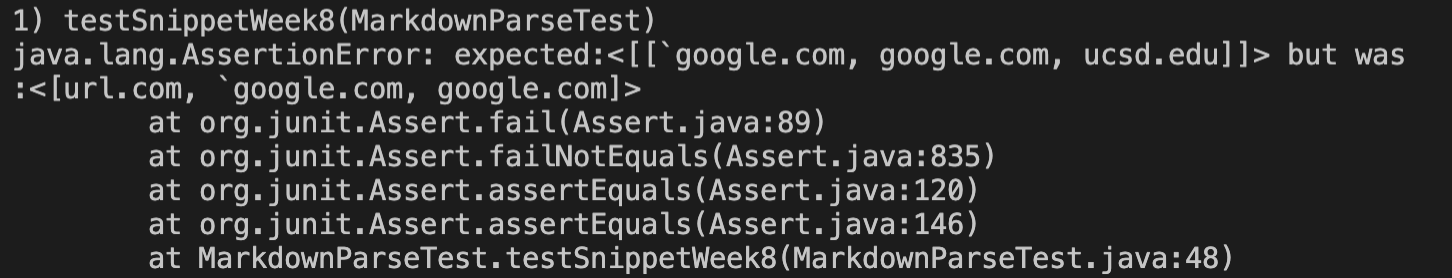 1) testSnippetWeek8(MarkdownParseTest)
java.lang.AssertionError: expected:<[[`google.com, google.com, ucsd.edu]]> but was
:<[url.com, `google.com, google.com]>
        at org.junit.Assert.fail(Assert.java:89)
        at org.junit.Assert.failNotEquals(Assert.java:835)
        at org.junit.Assert.assertEquals(Assert.java:120)
        at org.junit.Assert.assertEquals(Assert.java:146)
        at MarkdownParseTest.testSnippetWeek8(MarkdownParseTest.java:48)